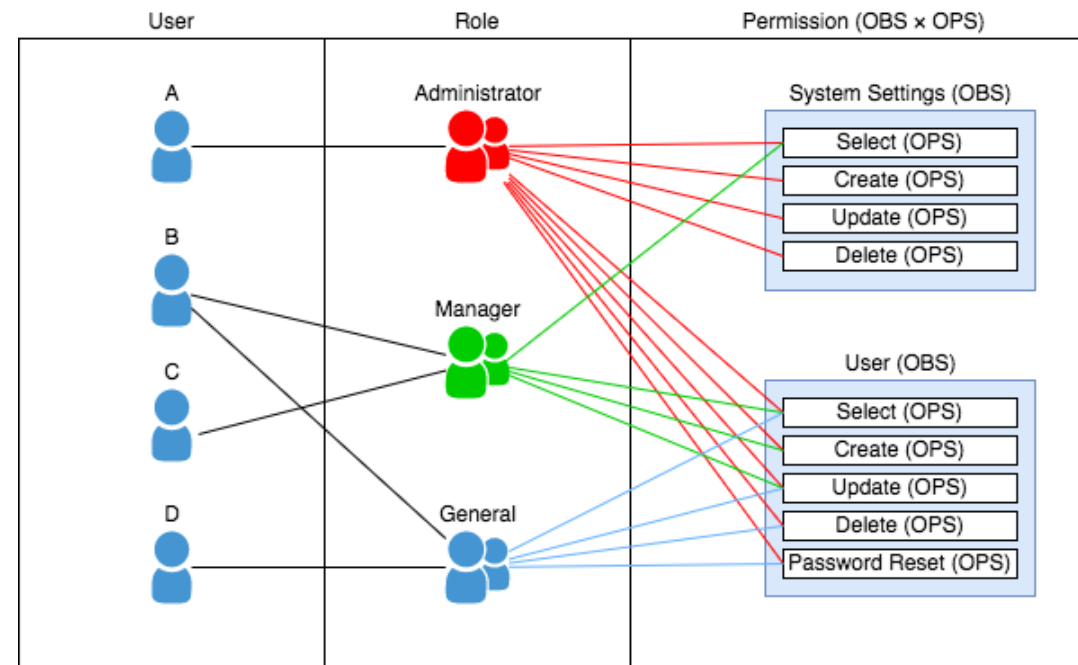 User
Role
Permission (OBS × OPS)
A
Administrator
System Settings (OBS)
Select (OPS)
Create (OPS)
Update (OPS)
Delete (OPS)
B
Manager
C
User (OBS)
Select (OPS)
Create (OPS)
Update (OPS)
Delete (OPS)
Password Reset (OPS)
D
General